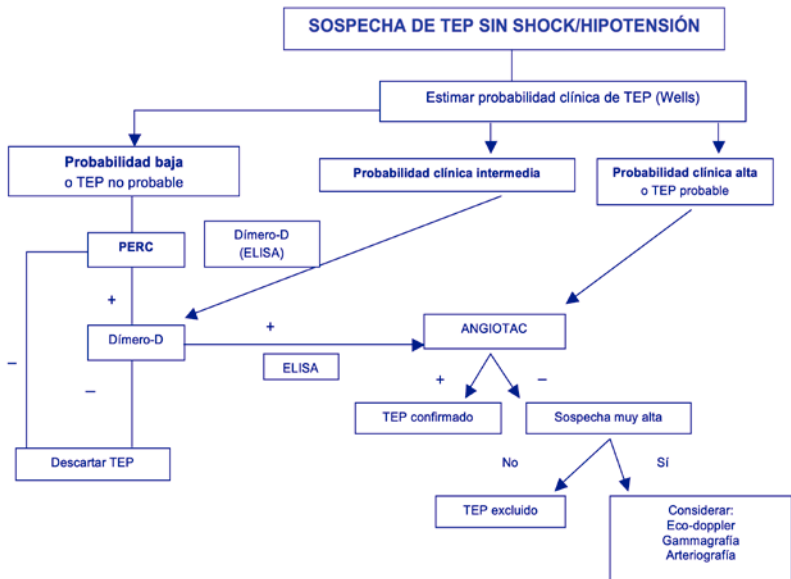 SOSPECHA DE TEP SIN SHOCK/HIPOTENSIÓN
Estimar probabilidad clínica de TEP (Wells)
Probabilidad baja
o TEP no probable
Probabilidad clínica intermedia
Probabilidad clínica alta
o TEP probable
PERC
Dímero-D
(ELISA)
+
Dímero-D
+
ANGIOTAC
ELISA
–
–
+
–
TEP confirmado
Sospecha muy alta
Descartar TEP
No
Sí
TEP excluido
Considerar:
Eco-doppler
Gammagrafía
Arteriografía